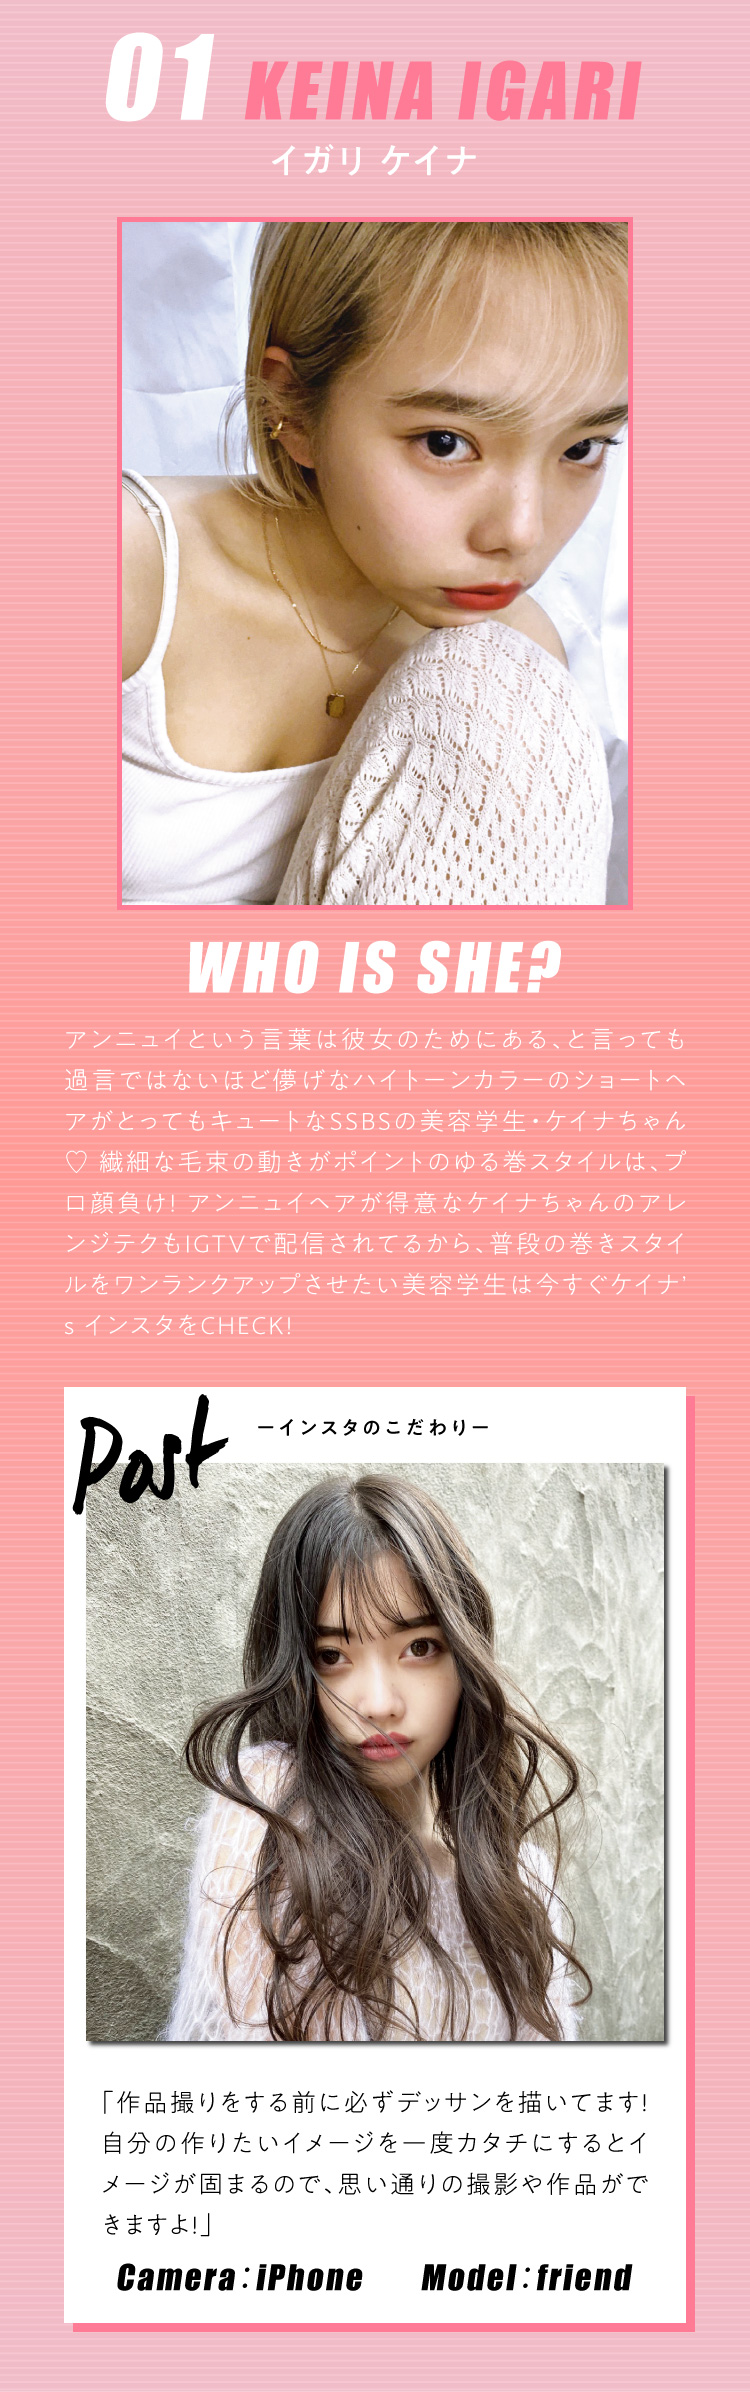 01 KEINA IGARI
イガリ ケイナ
WHO IS SHE?
アンニュイという言葉は彼女のためにある、と言っても
過言ではないほど儚げなハイトーンカラーのショートヘ
アがとってもキュートなSSBSの美容学生・ケイナちゃん
♡ 繊細な毛束の動きがポイントのゆる巻スタイルは、プ
ロ顔負け! アンニュイヘアが得意なケイナちゃんのアレ
ンジテクもIGTVで配信されてるから、普段の巻きスタイ
ルをワンランクアップさせたい美容学生は今すぐケイナ’
s インスタをCHECK!
Post
ーインスタのこだわりー
「作品撮りをする前に必ずデッサンを描いてます!
自分の作りたいイメージを一度カタチにするとイ
メージが固まるので、思い通りの撮影や作品がで
きますよ!」
Camera：iPhone Model：friend